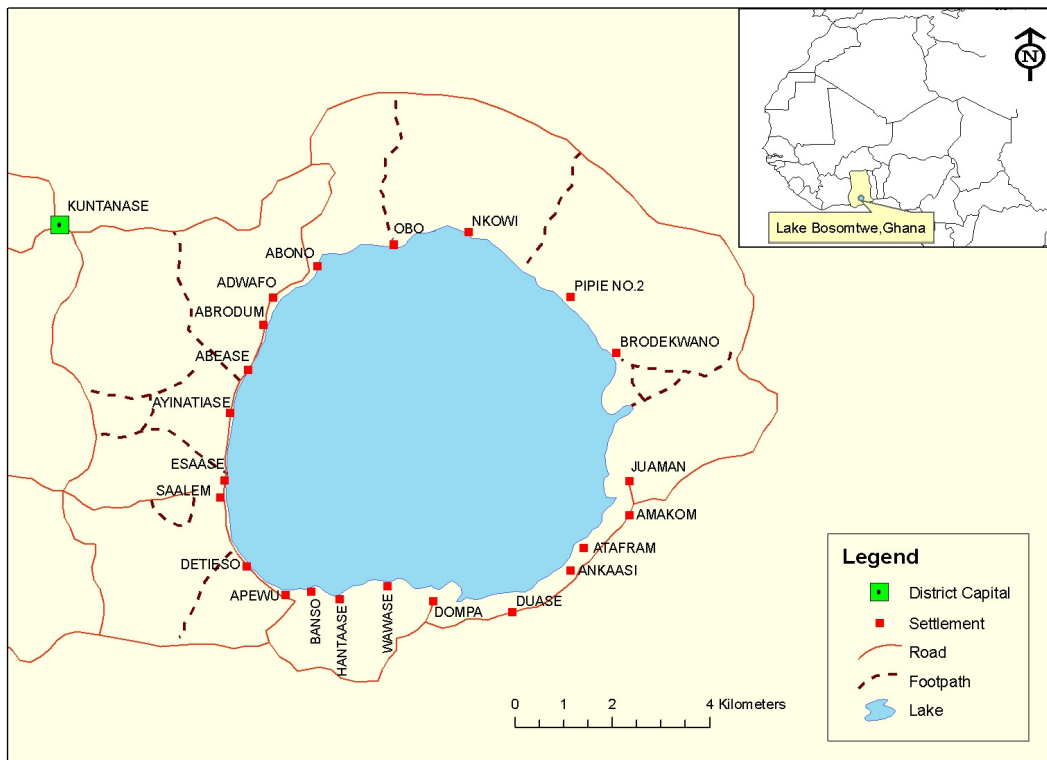 N
Lake Bosomtwe,Ghana
KUNTANASE
OBO
NKOWI
ABONO
ADWAFO
PIPIE NO.2
ABRODUM
BRODEKWANO
ABEASE
AYINATIASE
ESAASE
JUAMAN
SAALEM
AMAKOM
ATAFRAM
DETIESO
ANKAASI
APEWU
BANSO
HANTAASE
WAWASE
DOMPA
DUASE
0 1 2 4 Kilometers
Legend
District Capital
Settlement
Road
Footpath
Lake